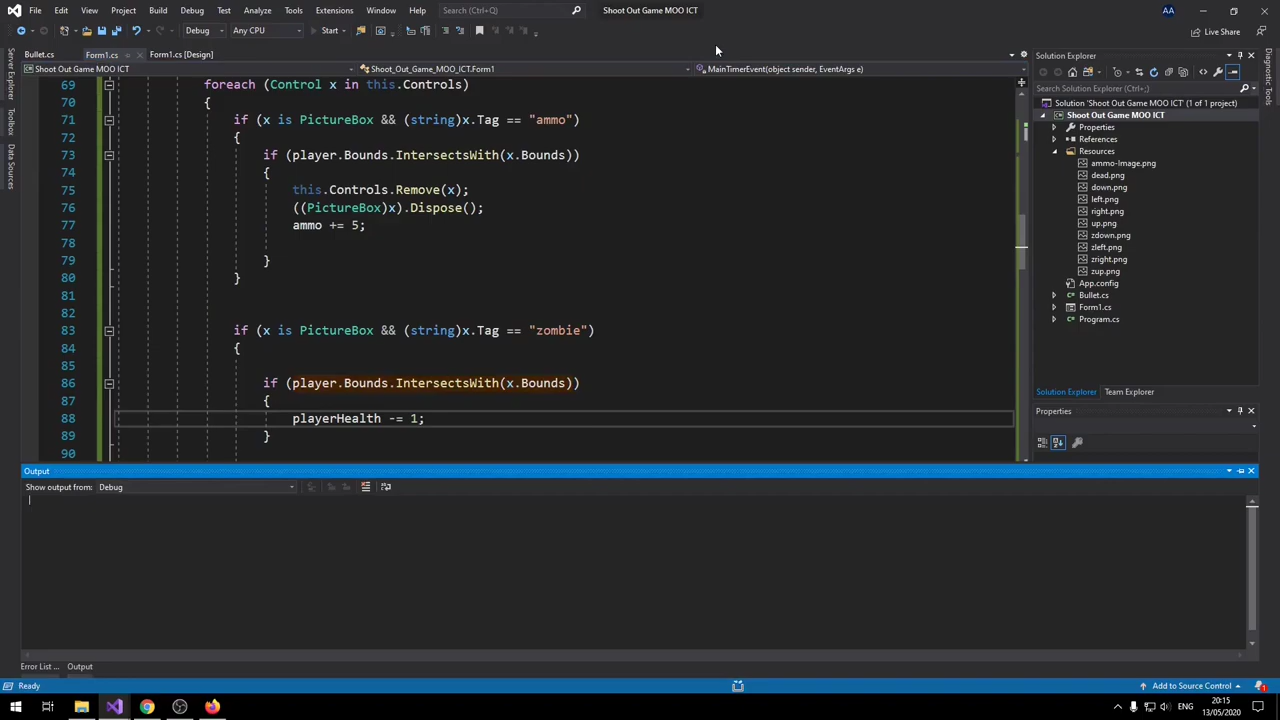 File Edit View Project Build Debug Test Analyze Tools Extensions Window Help Search (Ctrl+Q) Shoot Out Game MOO ICT AA
Debug Any CPU Start Live Share
Bullet.cs Form1.cs Form1.cs [Design]
Shoot Out Game MOO ICT Shoot_Out_Game_MOO_ICT.Form1 MainTimerEvent(object sender, EventArgs e)
69 foreach (Control x in this.Controls)
70 {
71 if (x is PictureBox && (string)x.Tag == "ammo")
72 {
73 if (player.Bounds.IntersectsWith(x.Bounds))
74 {
75 this.Controls.Remove(x);
76 ((PictureBox)x).Dispose();
77 ammo += 5;
78
79 }
80 }
81
82
83 if (x is PictureBox && (string)x.Tag == "zombie")
84 {
85
86 if (player.Bounds.IntersectsWith(x.Bounds))
87 {
88 playerHealth -= 1;
89 }
90
Server Explorer
Toolbox
Data Sources
Solution Explorer
Search Solution Explorer (Ctrl+;)
Solution 'Shoot Out Game MOO ICT' (1 of 1 project)
Shoot Out Game MOO ICT
Properties
References
Resources
ammo-Image.png
dead.png
down.png
left.png
right.png
up.png
zdown.png
zleft.png
zright.png
zup.png
App.config
Bullet.cs
Form1.cs
Program.cs
Solution Explorer Team Explorer
Properties
Diagnostic Tools
Output
Show output from: Debug
Error List ... Output
Ready Add to Source Control 1
ENG 20:15
13/05/2020